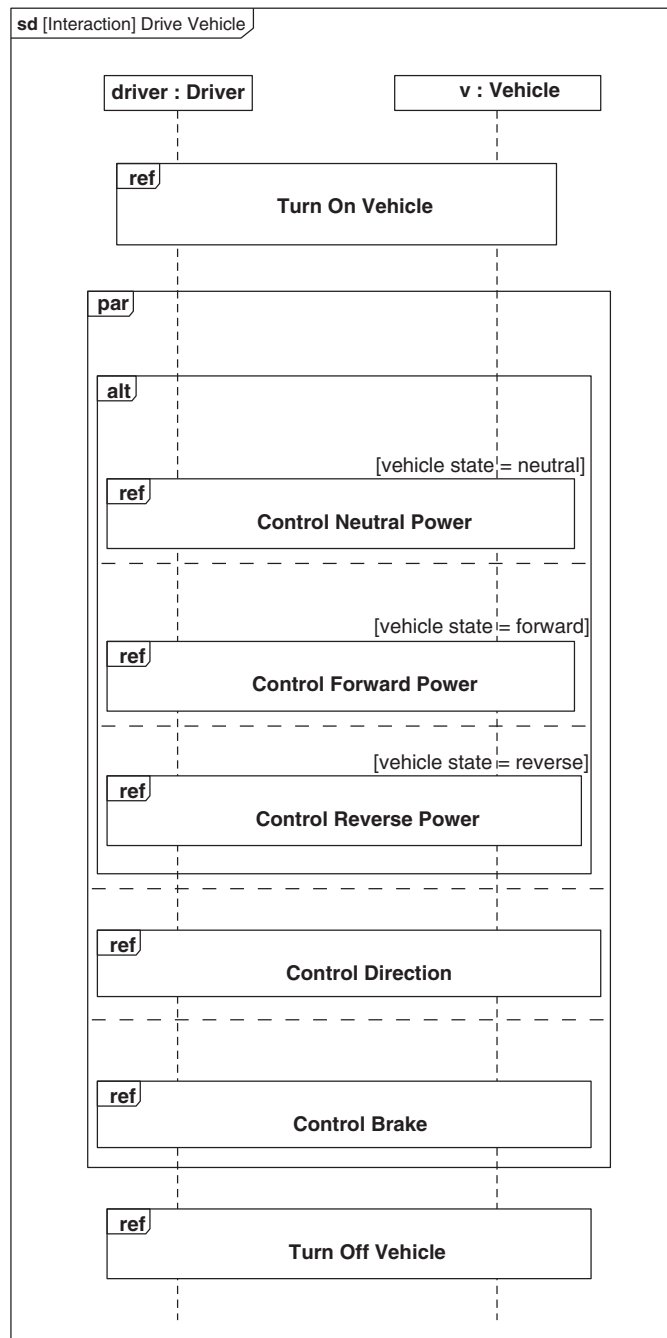 sd [Interaction] Drive Vehicle
driver : Driver
v : Vehicle
ref
Turn On Vehicle
par
alt
[vehicle state = neutral]
ref
Control Neutral Power
[vehicle state = forward]
ref
Control Forward Power
[vehicle state = reverse]
ref
Control Reverse Power
ref
Control Direction
ref
Control Brake
ref
Turn Off Vehicle